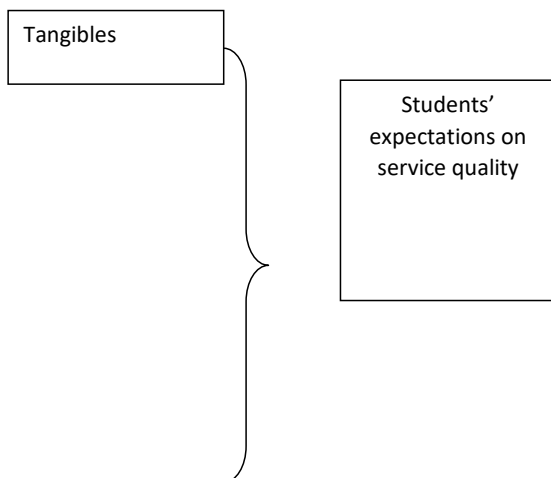 Tangibles
Students’
expectations on
service quality